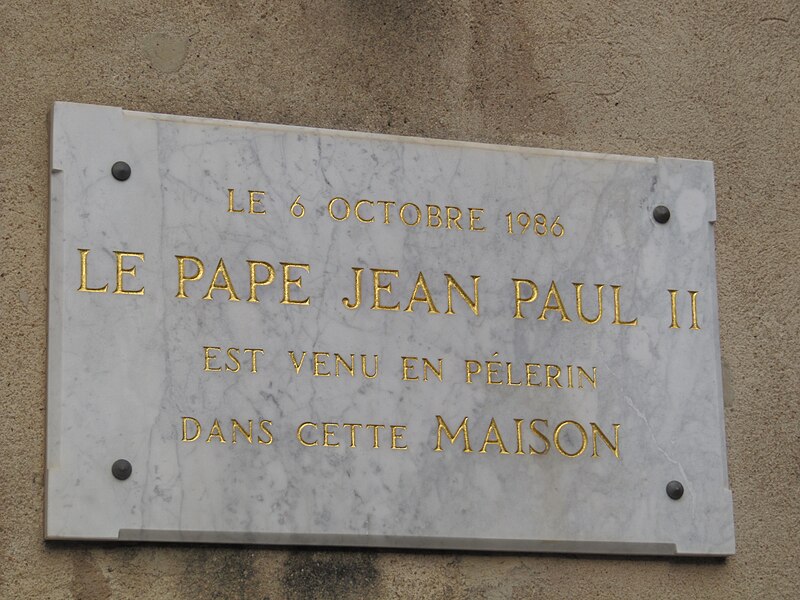 LE 6 OCTOBRE 1986
LE PAPE JEAN PAUL II
EST VENU EN PÉLERIN
DANS CETTE MAISON